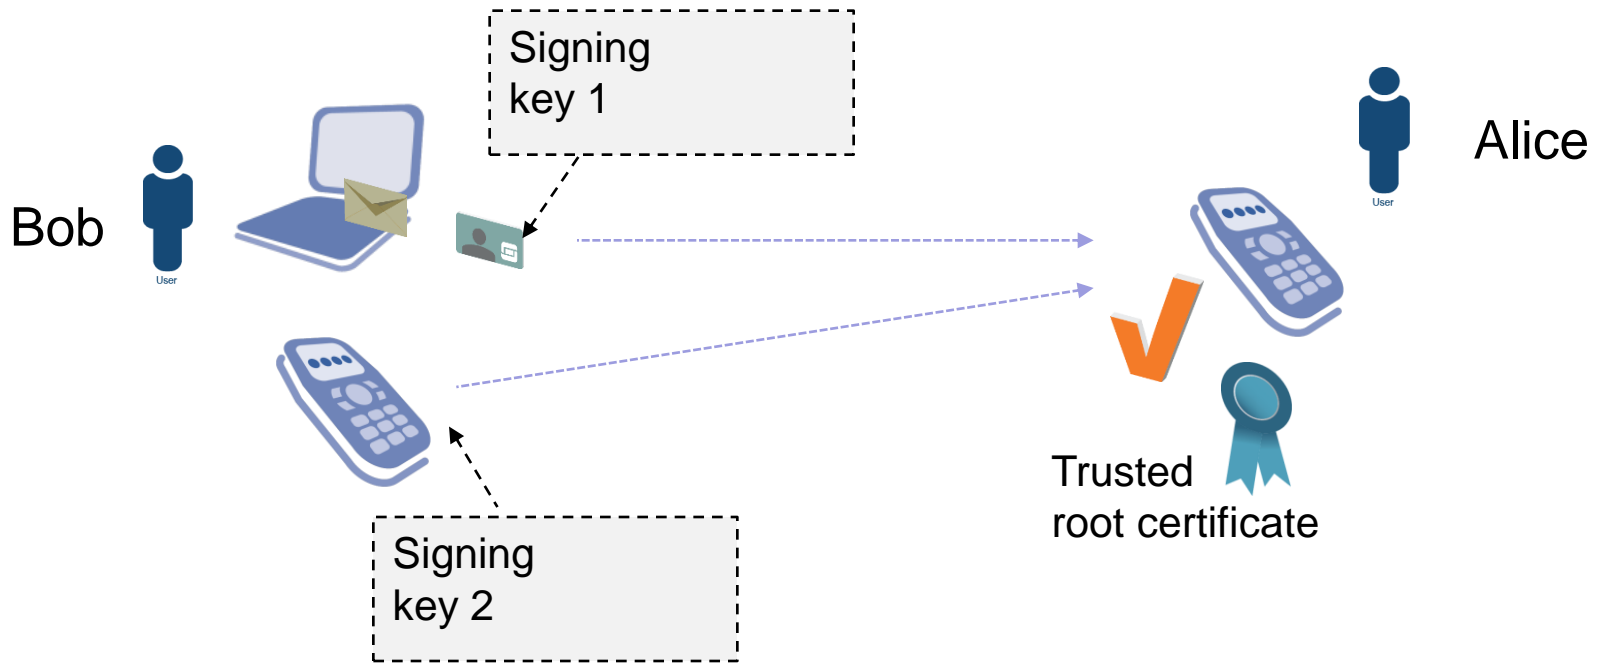 Signing
key 1
Alice
User
Bob
User
Trusted
root certificate
Signing
key 2